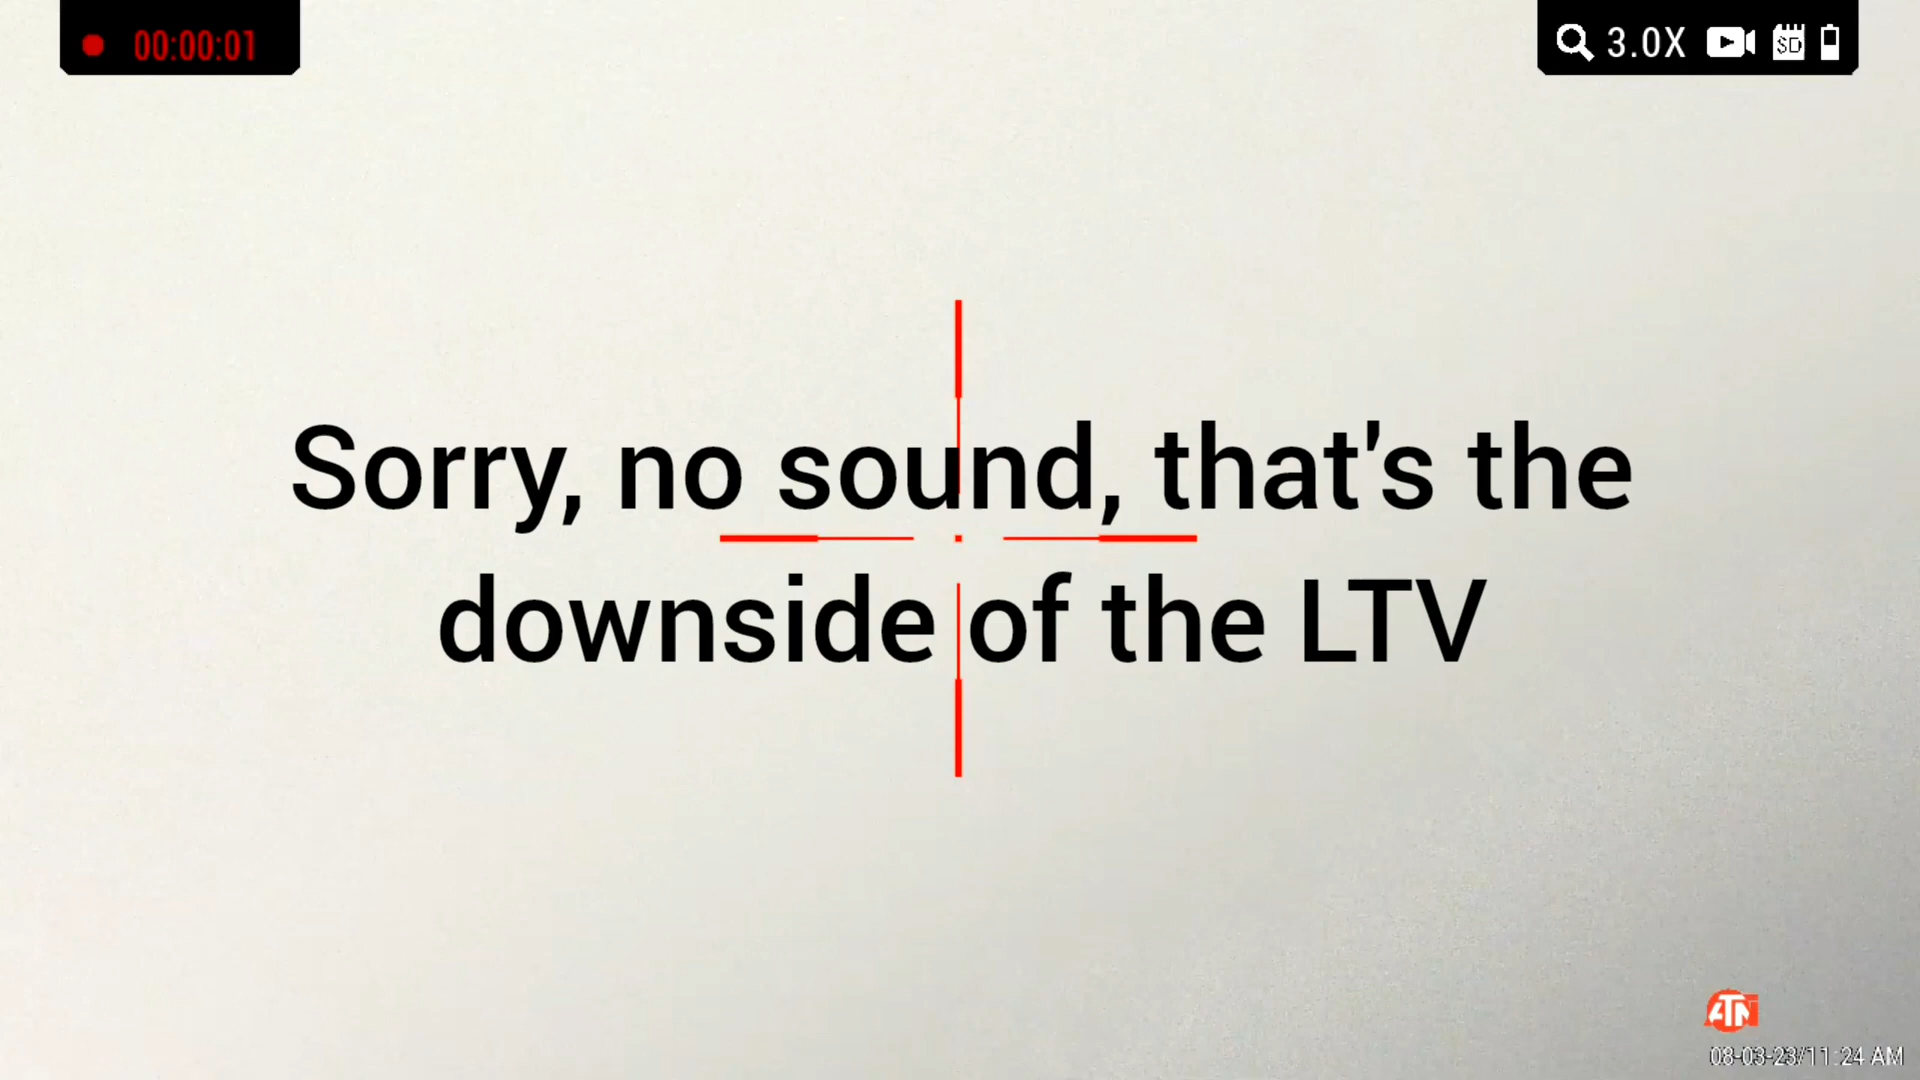 00:00:01
3.0X
SD
Sorry, no sound, that's the
downside of the LTV
ATN
08-03-23/11:24 AM